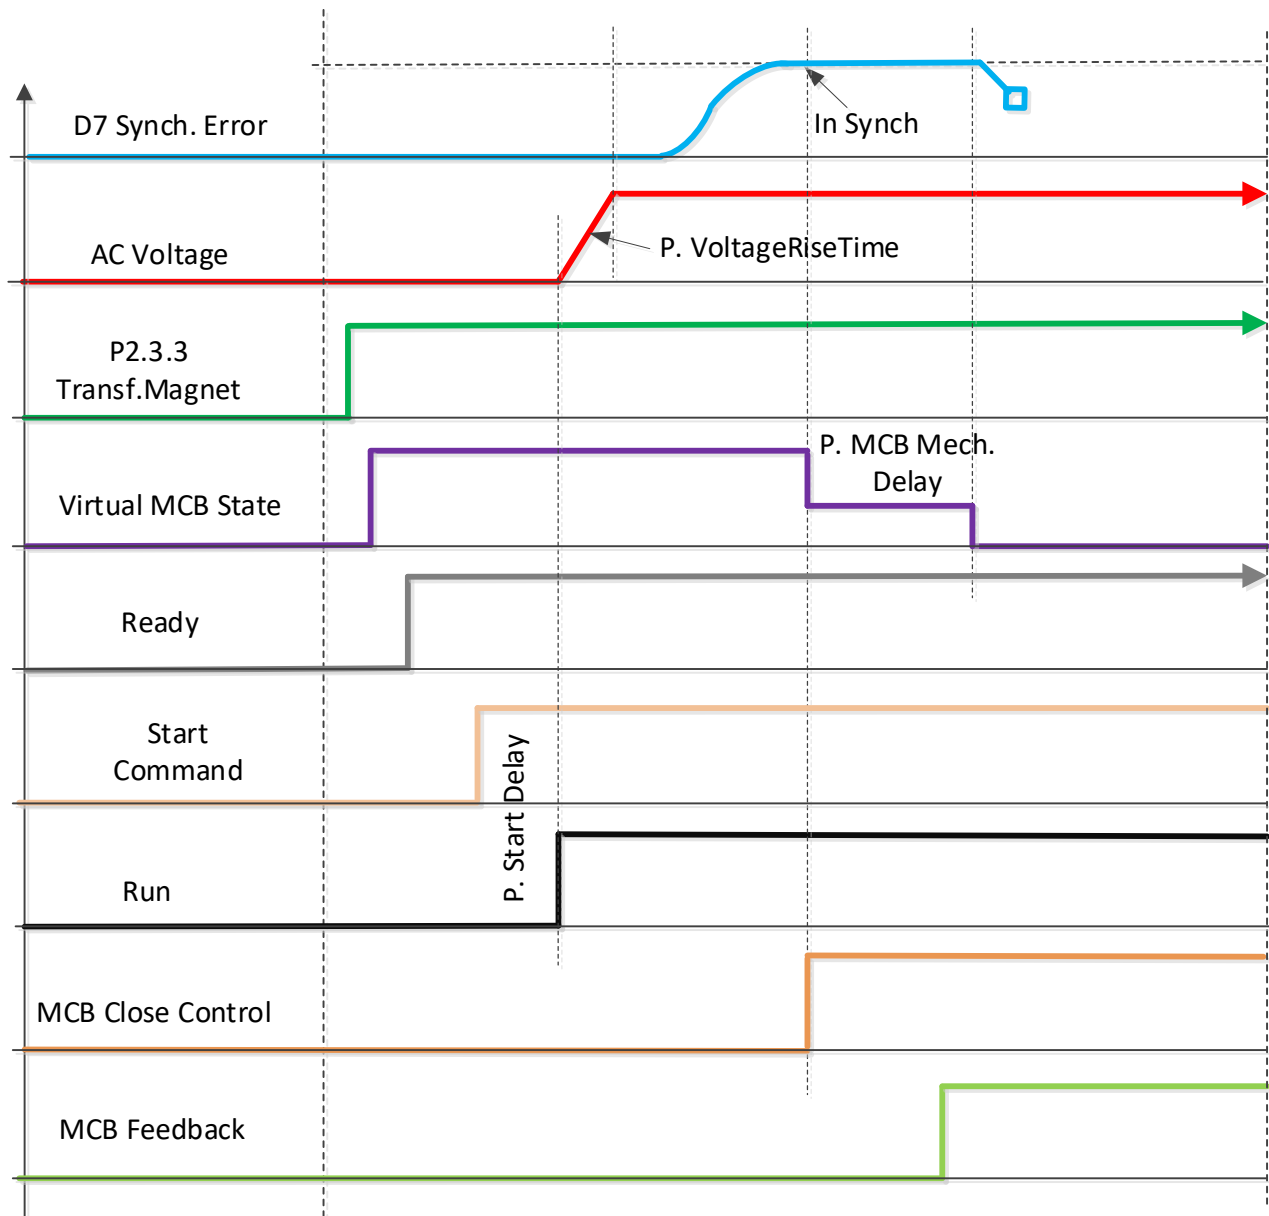 D7 Synch. Error
In Synch
AC Voltage
P. VoltageRiseTime
P2.3.3
Transf.Magnet
Virtual MCB State
P. MCB Mech.
Delay
Ready
Start
Command
P. Start Delay
Run
MCB Close Control
MCB Feedback